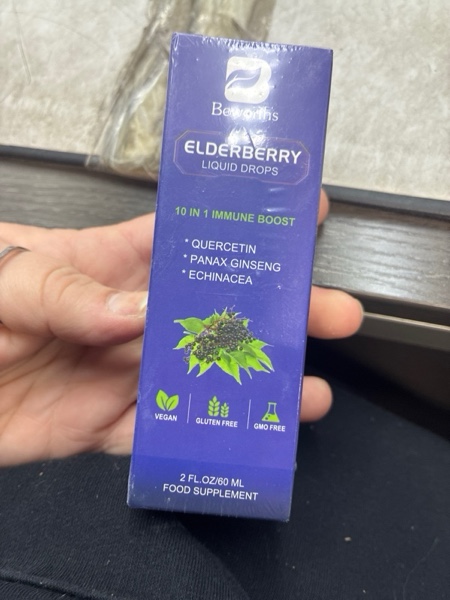 ELDERBERRY
LIQUID DROPS
10 IN 1 IMMUNE BOOST
* QUERCETIN
* PANAX GINSENG
* ECHINACEA
VEGAN
GLUTEN FREE
GMO FREE
2 FL.OZ/60 ML
FOOD SUPPLEMENT